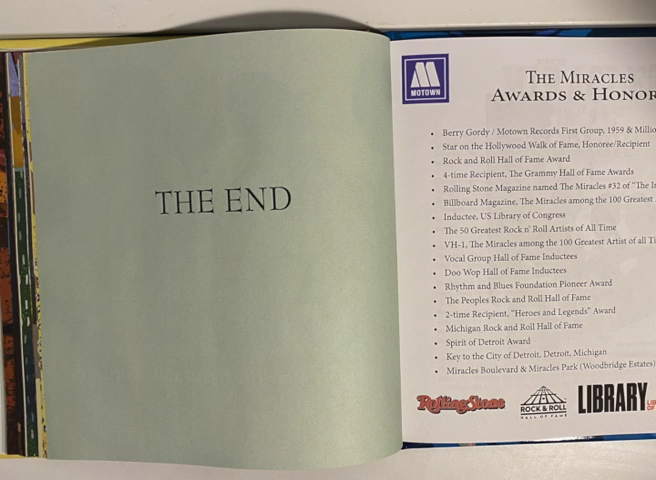 THE END
MOTOWN
THE MIRACLES
AWARDS & HONOR
• Berry Gordy / Motown Records First Group, 1959 & Millio
• Star on the Hollywood Walk of Fame, Honoree/Recipient
• Rock and Roll Hall of Fame Award
• 4-time Recipient, The Grammy Hall of Fame Awards
• Rolling Stone Magazine named The Miracles #32 of "The
• Billboard Magazine, The Miracles among the 100 Greatest
• Inductee, US Library of Congress
• The 50 Greatest Rock n' Roll Artists of All Time
• VH-1, The Miracles among the 100 Greatest Artist of all Ti
• Vocal Group Hall of Fame Inductees
• Doo Wop Hall of Fame Inductees
• Rhythm and Blues Foundation Pioneer Award
• The Peoples Rock and Roll Hall of Fame
• 2-time Recipient, "Heroes and Legends" Award
• Michigan Rock and Roll Hall of Fame
• Spirit of Detroit Award
• Key to the City of Detroit, Detroit, Michigan
• Miracles Boulevard & Miracles Park (Woodbridge Estates)
Rolling Stone
ROCK & ROLL
HALL OF FAME
LIBRARY